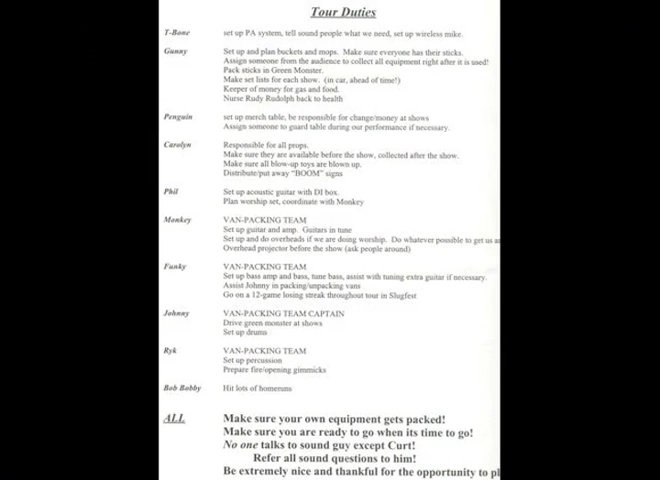 Tour Duties
T-Bone set up PA system, tell sound people what we need, set up wireless mike.
Gunny Set up and plan buckets and mops. Make sure everyone has their sticks.
Assign someone from the audience to collect all equipment right after it is used!
Pack sticks in Green Monster.
Make set lists for each show. (in car, ahead of time!)
Keeper of money for gas and food.
Nurse Rudy Rudolph back to health
Penguin set up merch table, be responsible for change/money at shows
Assign someone to guard table during our performance if necessary.
Carolyn Responsible for all props.
Make sure they are available before the show, collected after the show.
Make sure all blow-up toys are blown up.
Distribute/put away "BOOM" signs
Phil Set up acoustic guitar with DI box.
Plan worship set, coordinate with Monkey
Monkey VAN-PACKING TEAM
Set up guitar and amp. Guitars in tune
Set up and do overheads if we are doing worship. Do whatever possible to get us a
Overhead projector before the show (ask people around)
Funky VAN-PACKING TEAM
Set up bass amp and bass, tune bass, assist with tuning extra guitar if necessary.
Assist Johnny in packing/unpacking vans
Go on a 12-game losing streak throughout tour in Slugfest
Johnny VAN-PACKING TEAM CAPTAIN
Drive green monster at shows
Set up drums
Ryk VAN-PACKING TEAM
Set up percussion
Prepare fire/opening gimmicks
Bob Bobby Hit lots of homeruns
ALL Make sure your own equipment gets packed!
Make sure you are ready to go when its time to go!
No one talks to sound guy except Curt!
Refer all sound questions to him!
Be extremely nice and thankful for the opportunity to pl